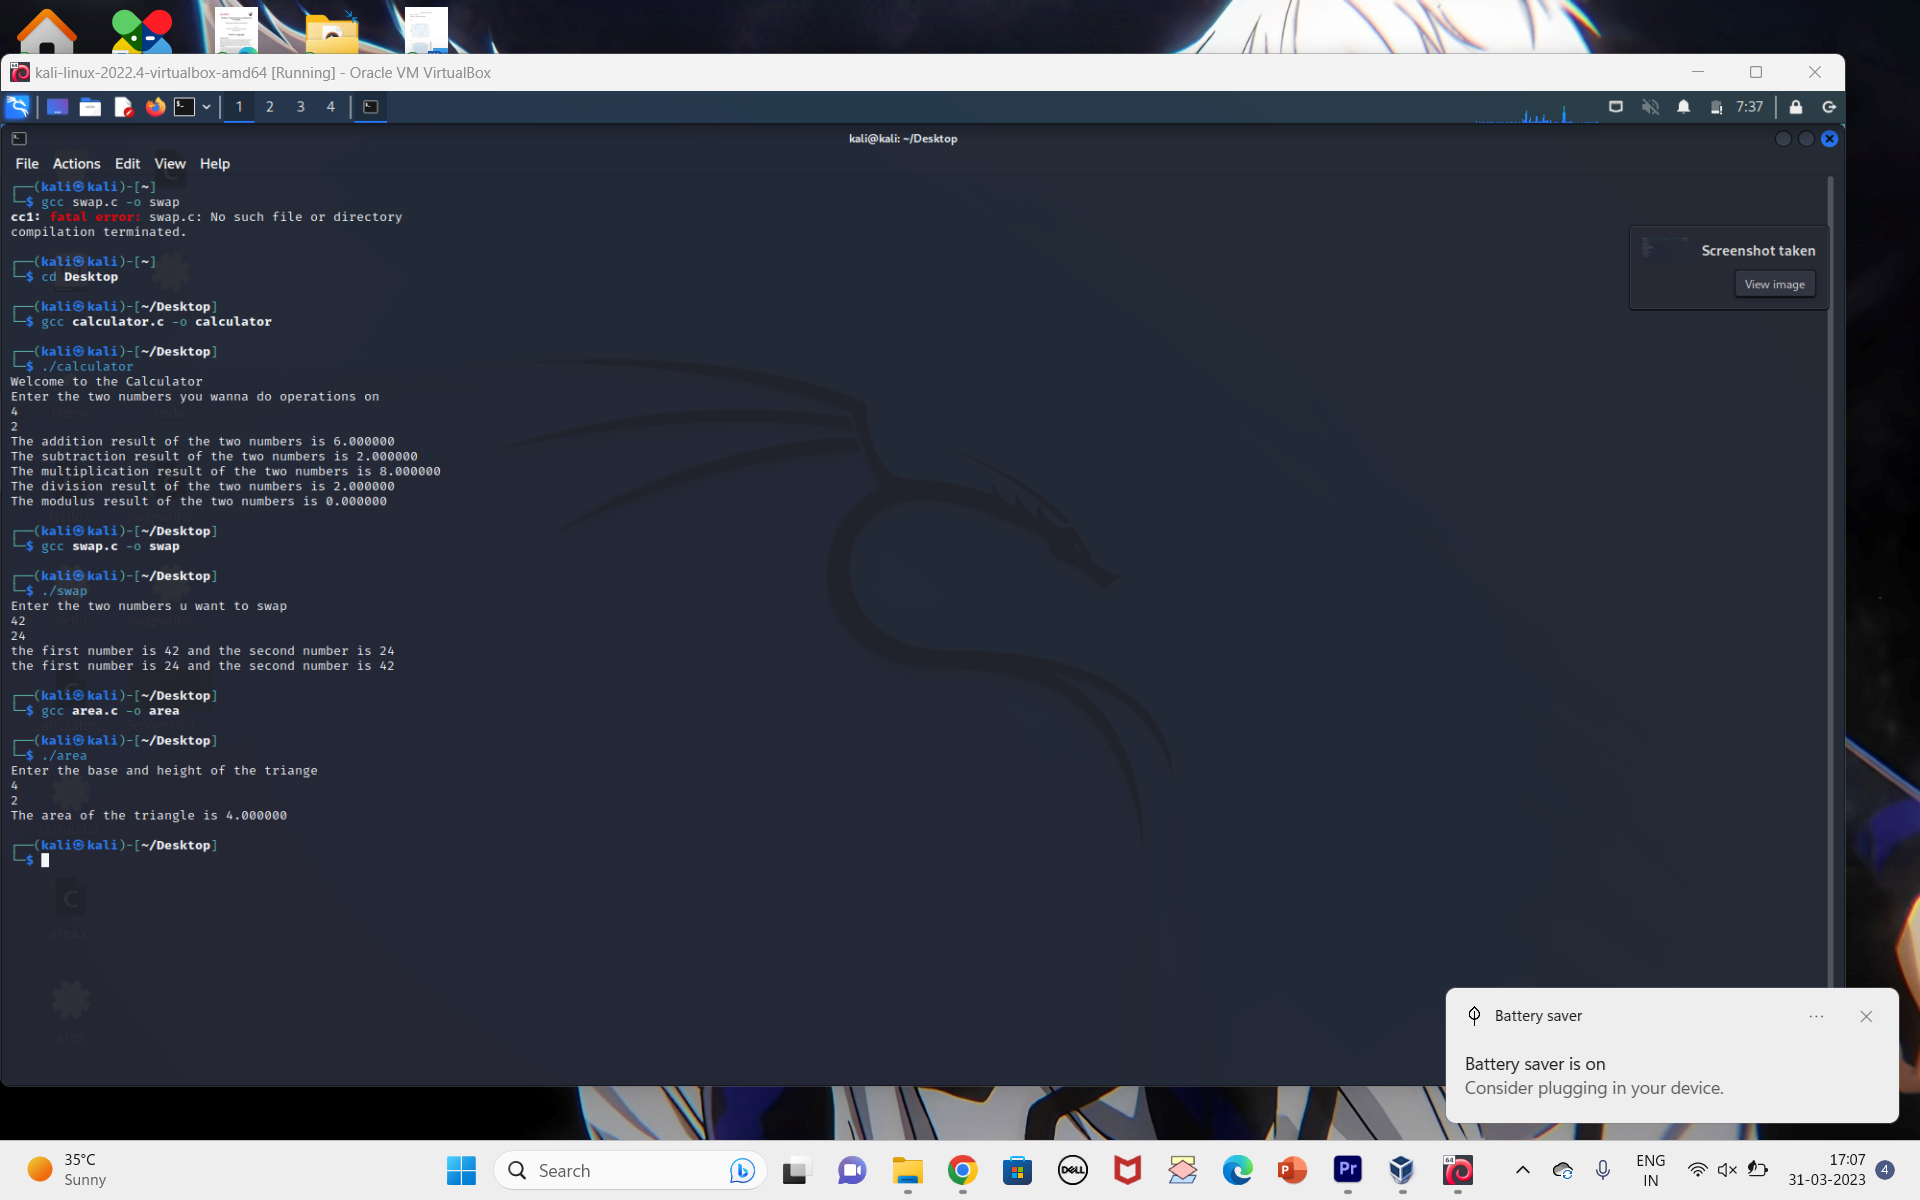 kali-linux-2022.4-virtualbox-amd64 [Running] - Oracle VM VirtualBox
1 2 3 4
7:37
kali@kali: ~/Desktop
File Actions Edit View Help
┌──(kali㉿kali)-[~]
└─$ gcc swap.c -o swap
cc1: fatal error: swap.c: No such file or directory
compilation terminated.
┌──(kali㉿kali)-[~]
└─$ cd Desktop
┌──(kali㉿kali)-[~/Desktop]
└─$ gcc calculator.c -o calculator
┌──(kali㉿kali)-[~/Desktop]
└─$ ./calculator
Welcome to the Calculator
Enter the two numbers you wanna do operations on
4
2
The addition result of the two numbers is 6.000000
The subtraction result of the two numbers is 2.000000
The multiplication result of the two numbers is 8.000000
The division result of the two numbers is 2.000000
The modulus result of the two numbers is 0.000000
┌──(kali㉿kali)-[~/Desktop]
└─$ gcc swap.c -o swap
┌──(kali㉿kali)-[~/Desktop]
└─$ ./swap
Enter the two numbers u want to swap
42
24
the first number is 42 and the second number is 24
the first number is 24 and the second number is 42
┌──(kali㉿kali)-[~/Desktop]
└─$ gcc area.c -o area
┌──(kali㉿kali)-[~/Desktop]
└─$ ./area
Enter the base and height of the triange
4
2
The area of the triangle is 4.000000
┌──(kali㉿kali)-[~/Desktop]
└─$
Screenshot taken
View image
Battery saver
Battery saver is on
Consider plugging in your device.
35°C
Sunny
Search
DELL
P
Pr
64
ENG
IN
17:07
31-03-2023
4